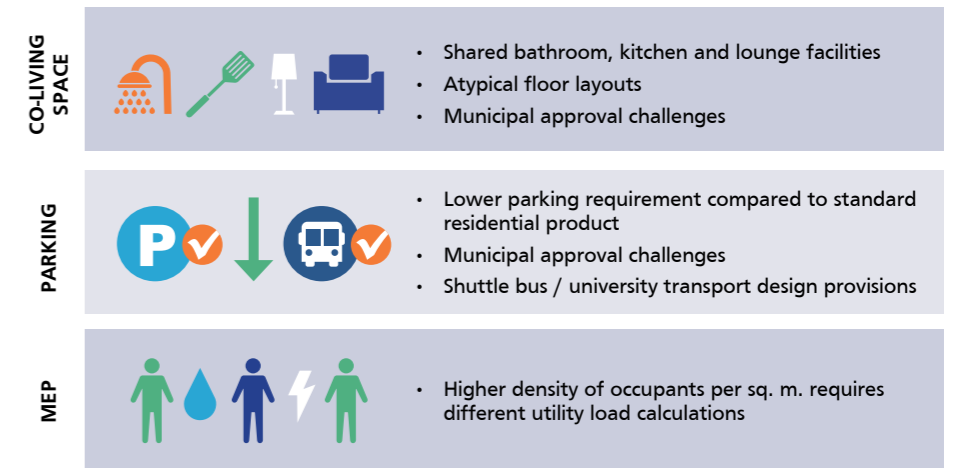 CO-LIVING
SPACE
• Shared bathroom, kitchen and lounge facilities
• Atypical floor layouts
• Municipal approval challenges
PARKING
P
• Lower parking requirement compared to standard
residential product
• Municipal approval challenges
• Shuttle bus / university transport design provisions
MEP
• Higher density of occupants per sq. m. requires
different utility load calculations